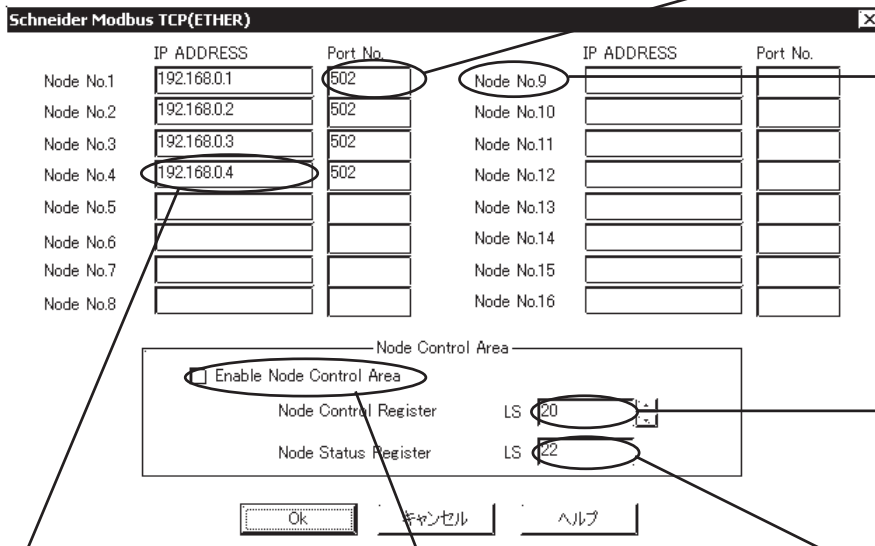 Schneider Modbus TCP(ETHER)
IP ADDRESS Port No. IP ADDRESS Port No.
Node No.1 192.168.0.1 502 Node No.9
Node No.2 192.168.0.2 502 Node No.10
Node No.3 192.168.0.3 502 Node No.11
Node No.4 192.168.0.4 502 Node No.12
Node No.5 Node No.13
Node No.6 Node No.14
Node No.7 Node No.15
Node No.8 Node No.16
Node Control Area
Enable Node Control Area
Node Control Register LS 20
Node Status Register LS 22
Ok キャンセル ヘルプ